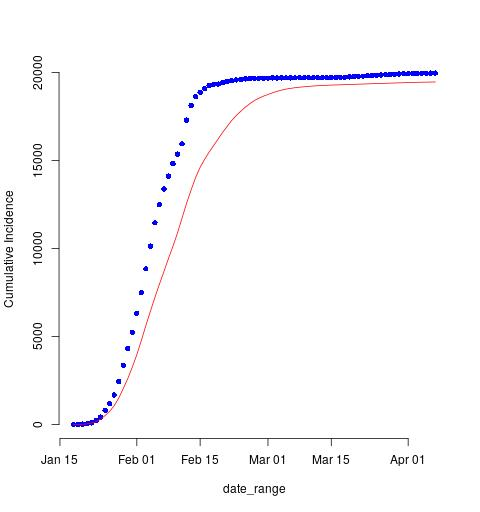 20000
15000
10000
5000
0
Cumulative Incidence
Jan 15 Feb 01 Feb 15 Mar 01 Mar 15 Apr 01
date_range